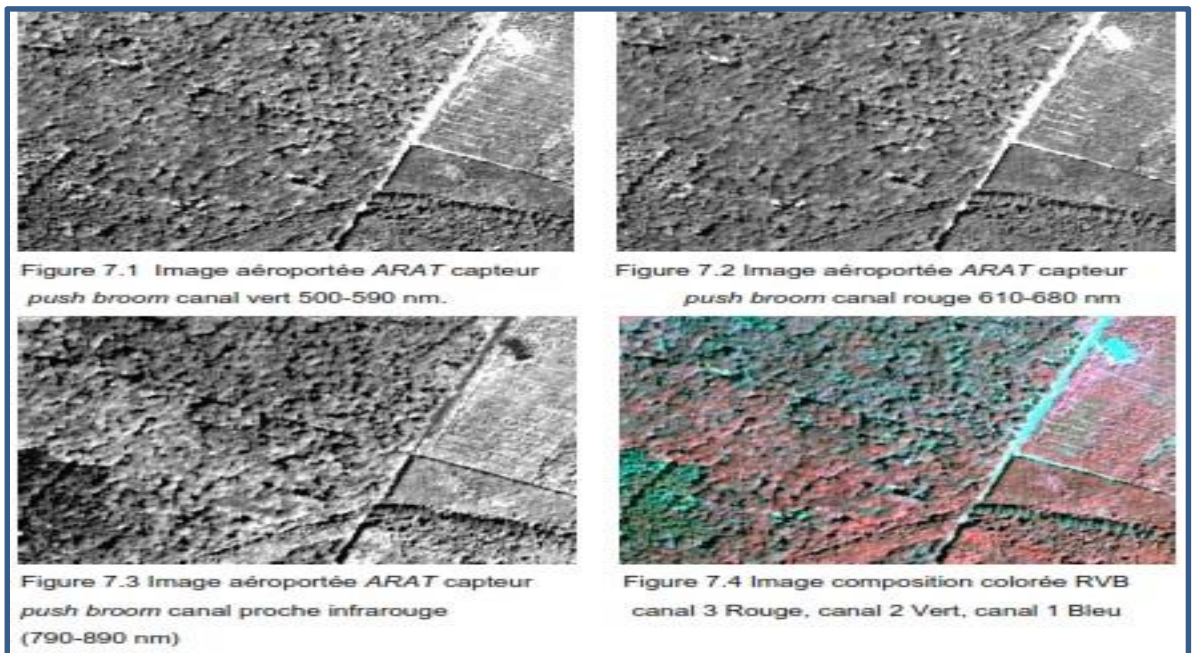 Figure 7.1 Image aéroportée ARAT capteur
push broom canal vert 500-590 nm.
Figure 7.2 Image aéroportée ARAT capteur
push broom canal rouge 610-680 nm
Figure 7.3 Image aéroportée ARAT capteur
push broom canal proche infrarouge
(790-890 nm)
Figure 7.4 Image composition colorée RVB
canal 3 Rouge, canal 2 Vert, canal 1 Bleu